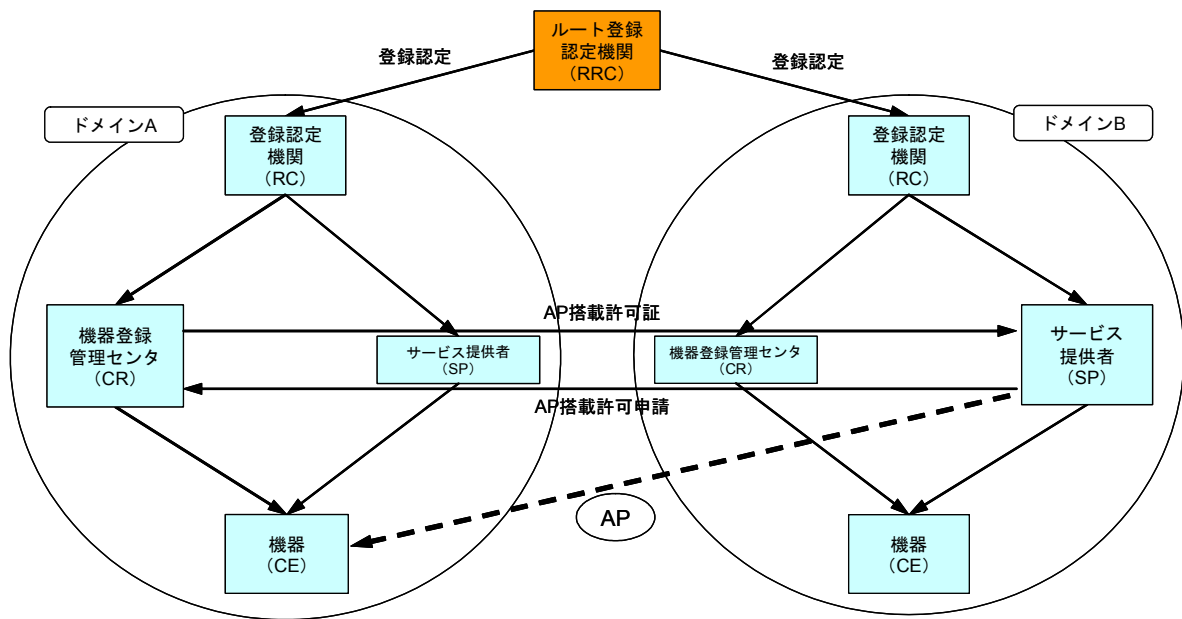 ルート登録
認定機関
（RRC）
登録認定
登録認定
ドメインA
ドメインB
登録認定
機関
（RC）
登録認定
機関
（RC）
AP搭載許可証
機器登録
管理センタ
（CR）
サービス提供者
（SP）
機器登録管理センタ
（CR）
サービス
提供者
（SP）
AP搭載許可申請
AP
機器
（CE）
機器
（CE）